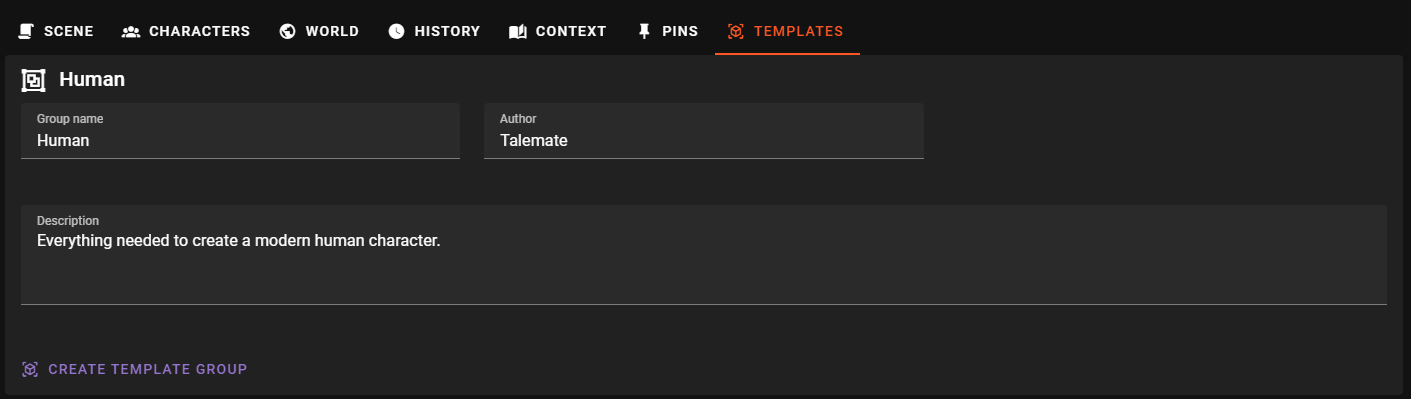 SCENE CHARACTERS WORLD HISTORY CONTEXT PINS TEMPLATES
Human
Group name Author
Human Talemate
Description
Everything needed to create a modern human character.
CREATE TEMPLATE GROUP